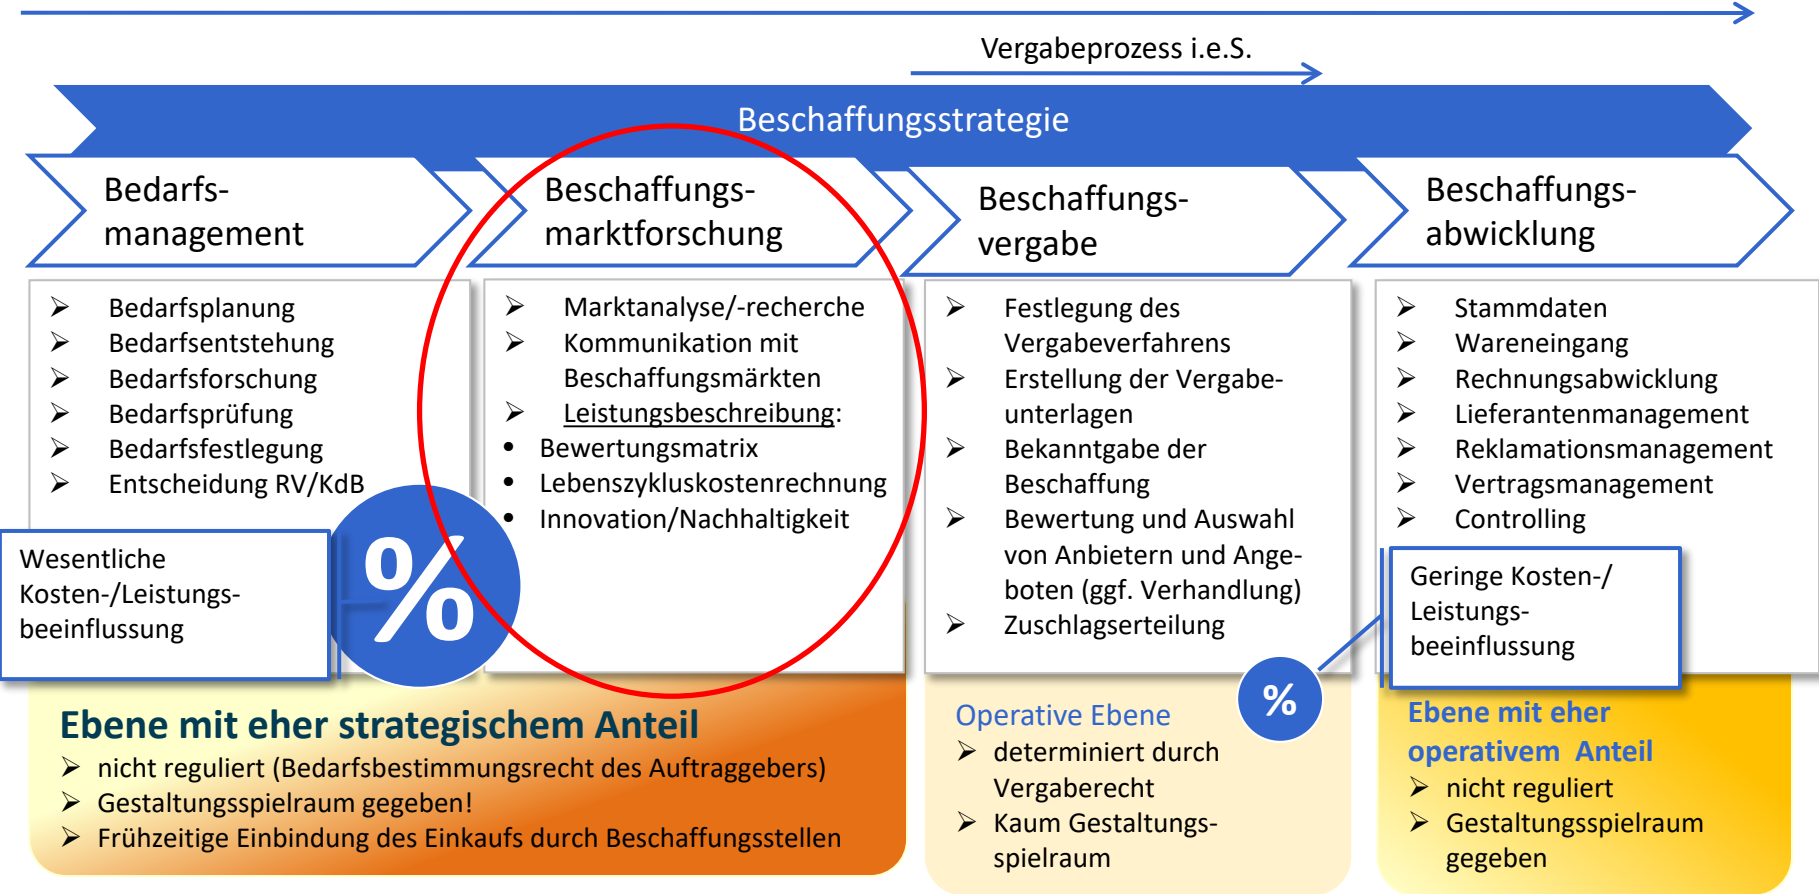 Vergabeprozess i.e.S.
Beschaffungsstrategie
Bedarfs-
management
Beschaffungs-
marktforschung
Beschaffungs-
vergabe
Beschaffungs-
abwicklung
➢ Bedarfsplanung
➢ Bedarfsentstehung
➢ Bedarfsforschung
➢ Bedarfsprüfung
➢ Bedarfsfestlegung
➢ Entscheidung RV/KdB
➢ Marktanalyse/-recherche
➢ Kommunikation mit
Beschaffungsmärkten
➢ Leistungsbeschreibung:
• Bewertungsmatrix
• Lebenszykluskostenrechnung
• Innovation/Nachhaltigkeit
➢ Festlegung des
Vergabeverfahrens
➢ Erstellung der Vergabe-
unterlagen
➢ Bekanntgabe der
Beschaffung
➢ Bewertung und Auswahl
von Anbietern und Ange-
boten (ggf. Verhandlung)
➢ Zuschlagserteilung
➢ Stammdaten
➢ Wareneingang
➢ Rechnungsabwicklung
➢ Lieferantenmanagement
➢ Reklamationsmanagement
➢ Vertragsmanagement
➢ Controlling
Wesentliche
Kosten-/Leistungs-
beeinflussung
%
Geringe Kosten-/
Leistungs-
beeinflussung
%
Ebene mit eher strategischem Anteil
➢ nicht reguliert (Bedarfsbestimmungsrecht des Auftraggebers)
➢ Gestaltungsspielraum gegeben!
➢ Frühzeitige Einbindung des Einkaufs durch Beschaffungsstellen
Operative Ebene
➢ determiniert durch
Vergaberecht
➢ Kaum Gestaltungs-
spielraum
Ebene mit eher
operativem Anteil
➢ nicht reguliert
➢ Gestaltungsspielraum
gegeben